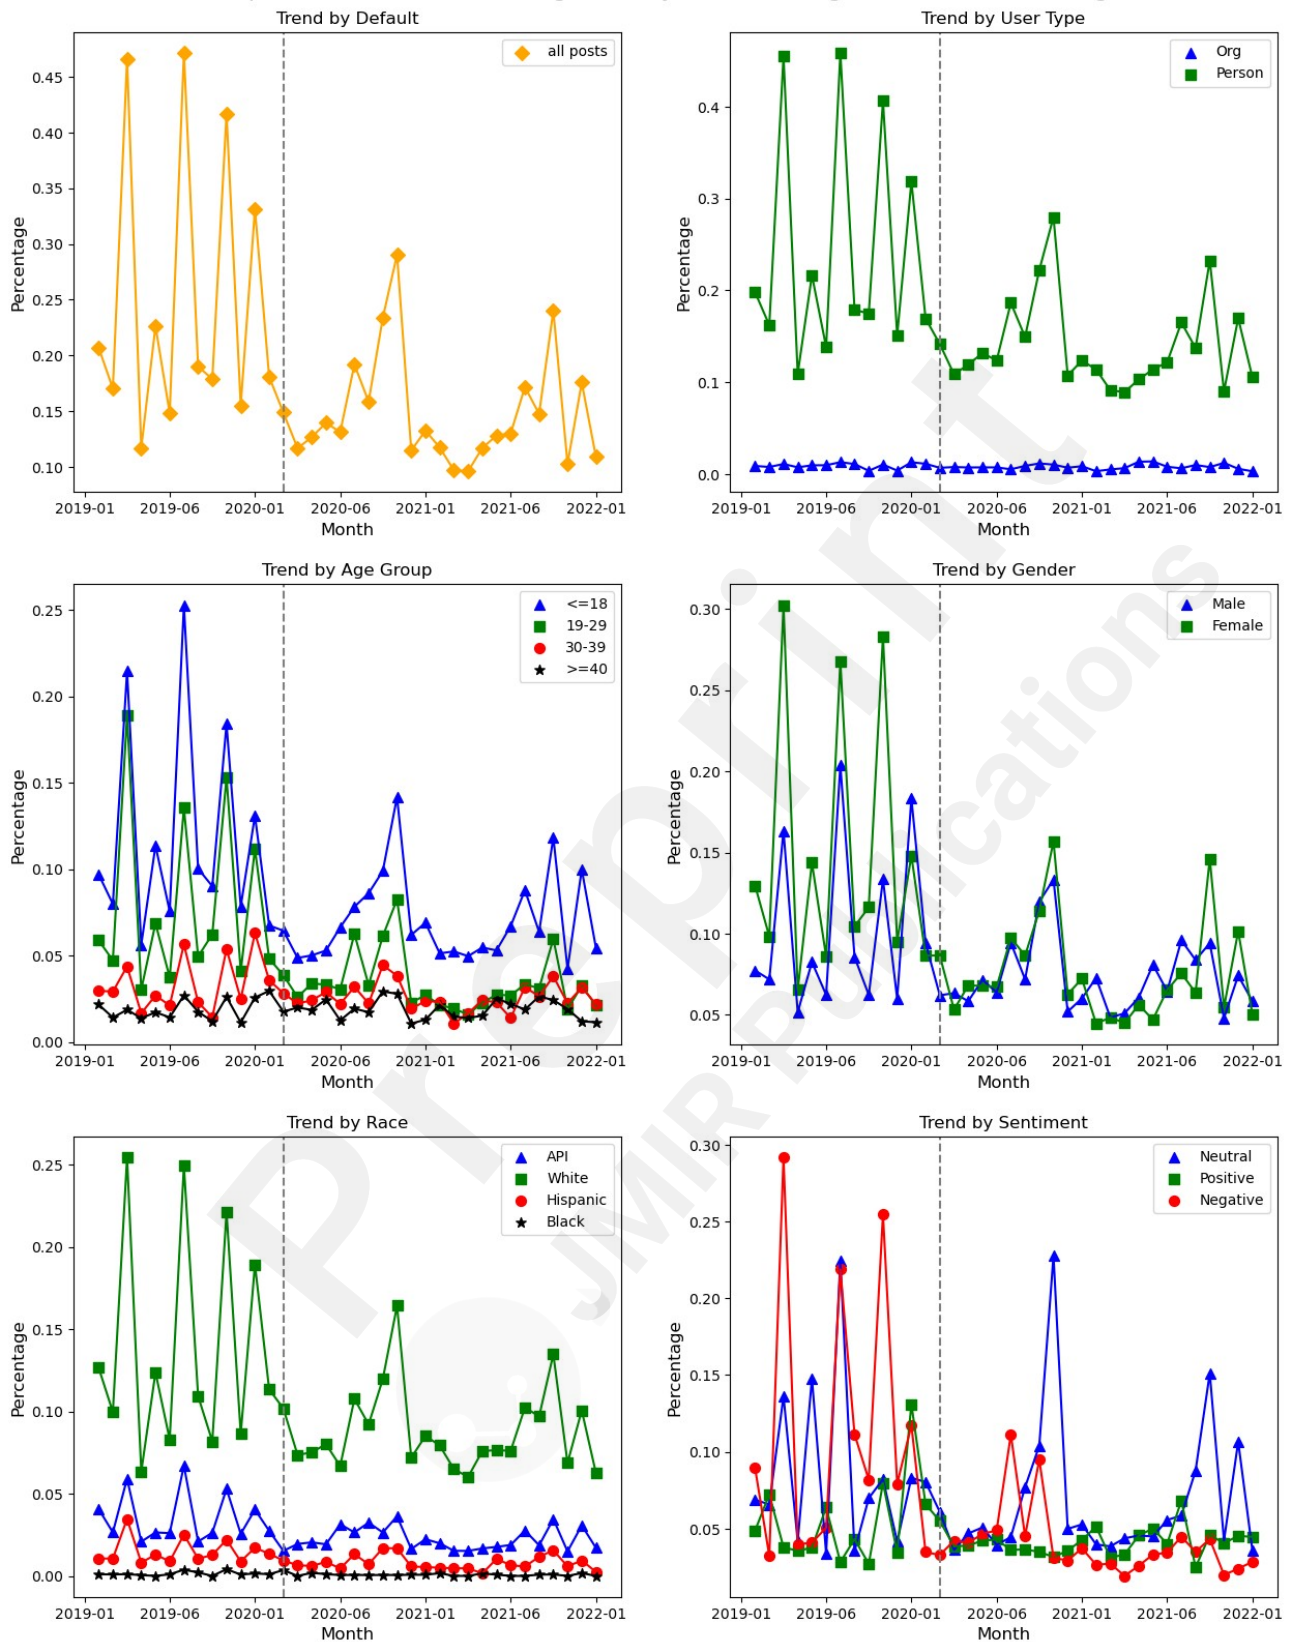 Trend by Default
all posts
0.45
0.40
0.35
0.30
0.25
0.20
0.15
0.10
Percentage
2019-01 2019-06 2020-01 2020-06 2021-01 2021-06 2022-01
Month
Trend by User Type
Org
Person
0.4
0.3
0.2
0.1
0.0
Percentage
2019-01 2019-06 2020-01 2020-06 2021-01 2021-06 2022-01
Month
Trend by Age Group
<=18
19-29
30-39
>=40
0.25
0.20
0.15
0.10
0.05
0.00
Percentage
2019-01 2019-06 2020-01 2020-06 2021-01 2021-06 2022-01
Month
Trend by Gender
Male
Female
0.30
0.25
0.20
0.15
0.10
0.05
Percentage
2019-01 2019-06 2020-01 2020-06 2021-01 2021-06 2022-01
Month
Trend by Race
API
White
Hispanic
Black
0.25
0.20
0.15
0.10
0.05
0.00
Percentage
2019-01 2019-06 2020-01 2020-06 2021-01 2021-06 2022-01
Month
Trend by Sentiment
Neutral
Positive
Negative
0.30
0.25
0.20
0.15
0.10
0.05
Percentage
2019-01 2019-06 2020-01 2020-06 2021-01 2021-06 2022-01
Month
Preprint
JMIR Publications